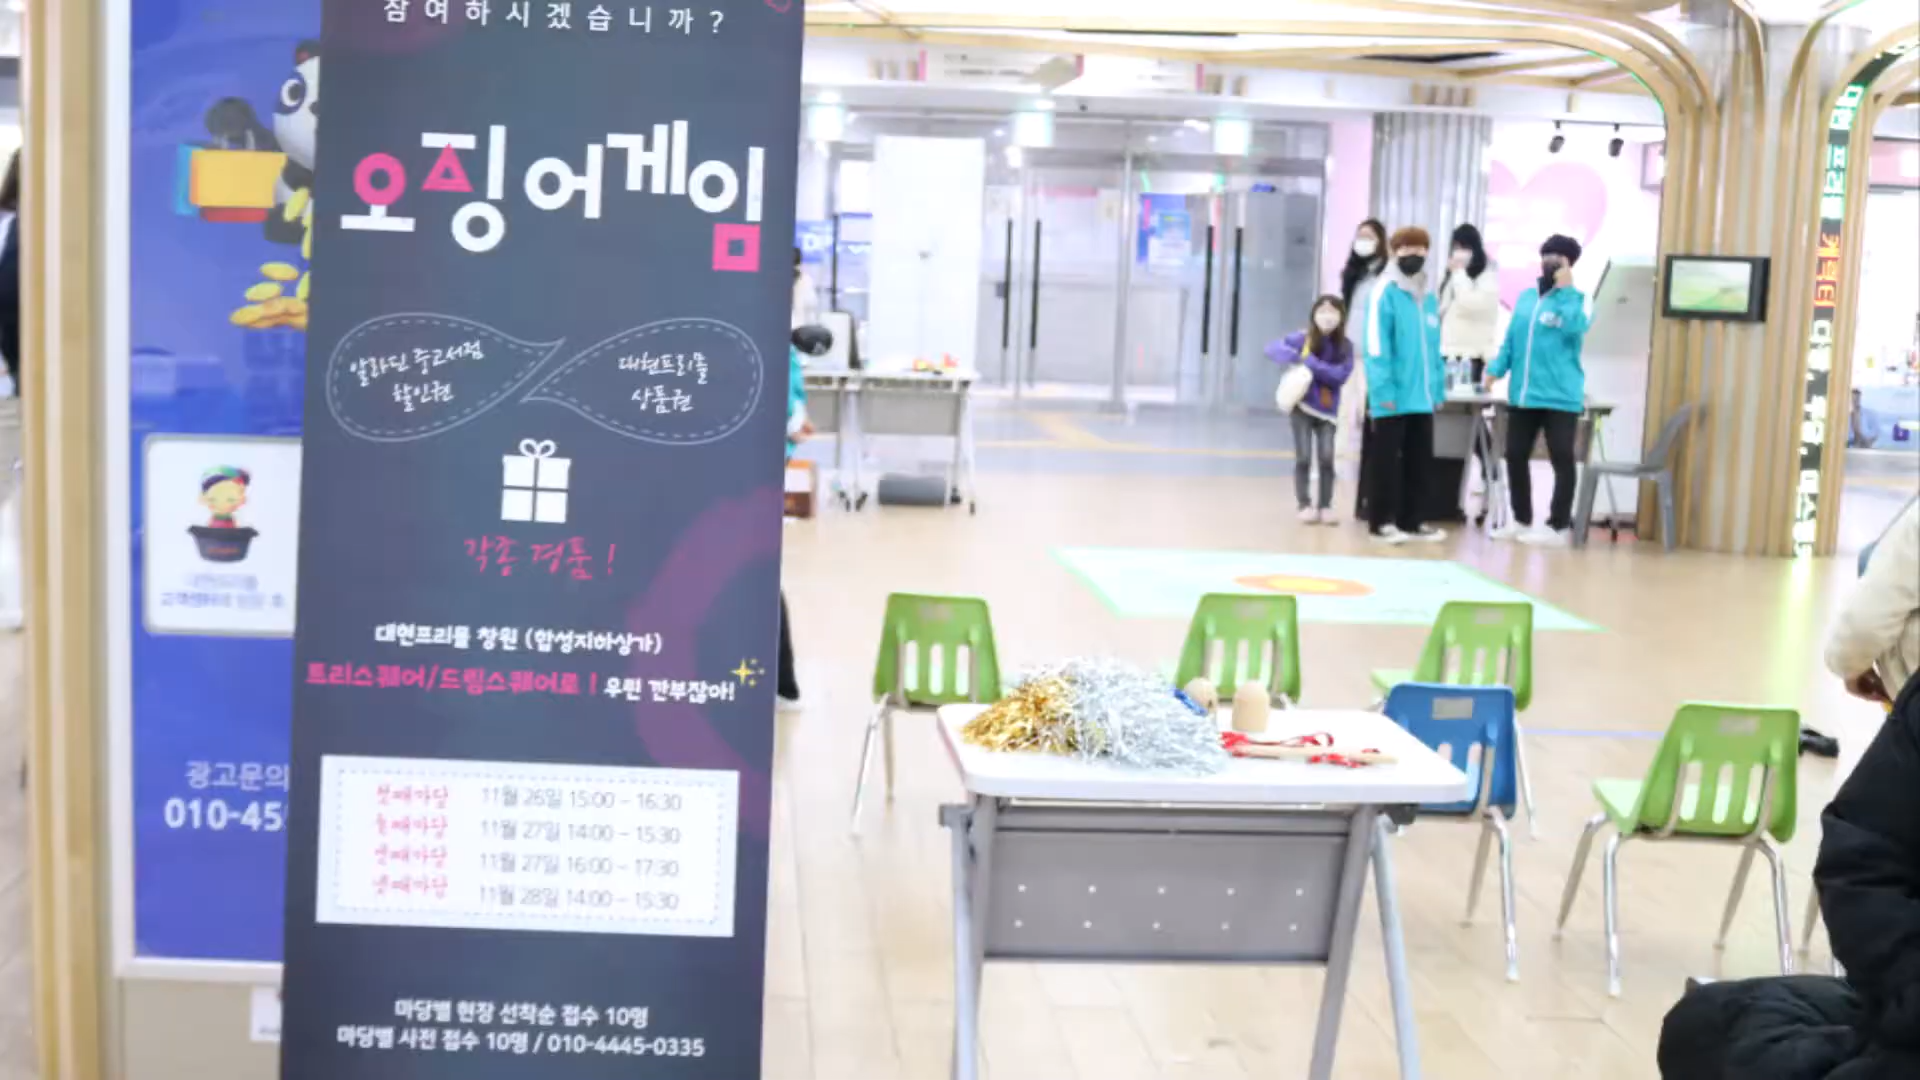 참여하시겠습니까?
오징어게임
알라딘 중고서점
할인권
대현프리몰
상품권
각종 경품!
대현프리몰 창원 (합성지하상가)
트리스퀘어/드림스퀘어로! 우린 깐부잖아!
첫째마당 11월 26일 15:00 - 16:30
둘째마당 11월 27일 14:00 - 15:30
셋째마당 11월 27일 16:00 - 17:30
넷째마당 11월 28일 14:00 - 15:30
마당별 현장 선착순 접수 10명
마당별 사전 접수 10명 / 010-4445-0335
대현프리몰
광고문의
010-45